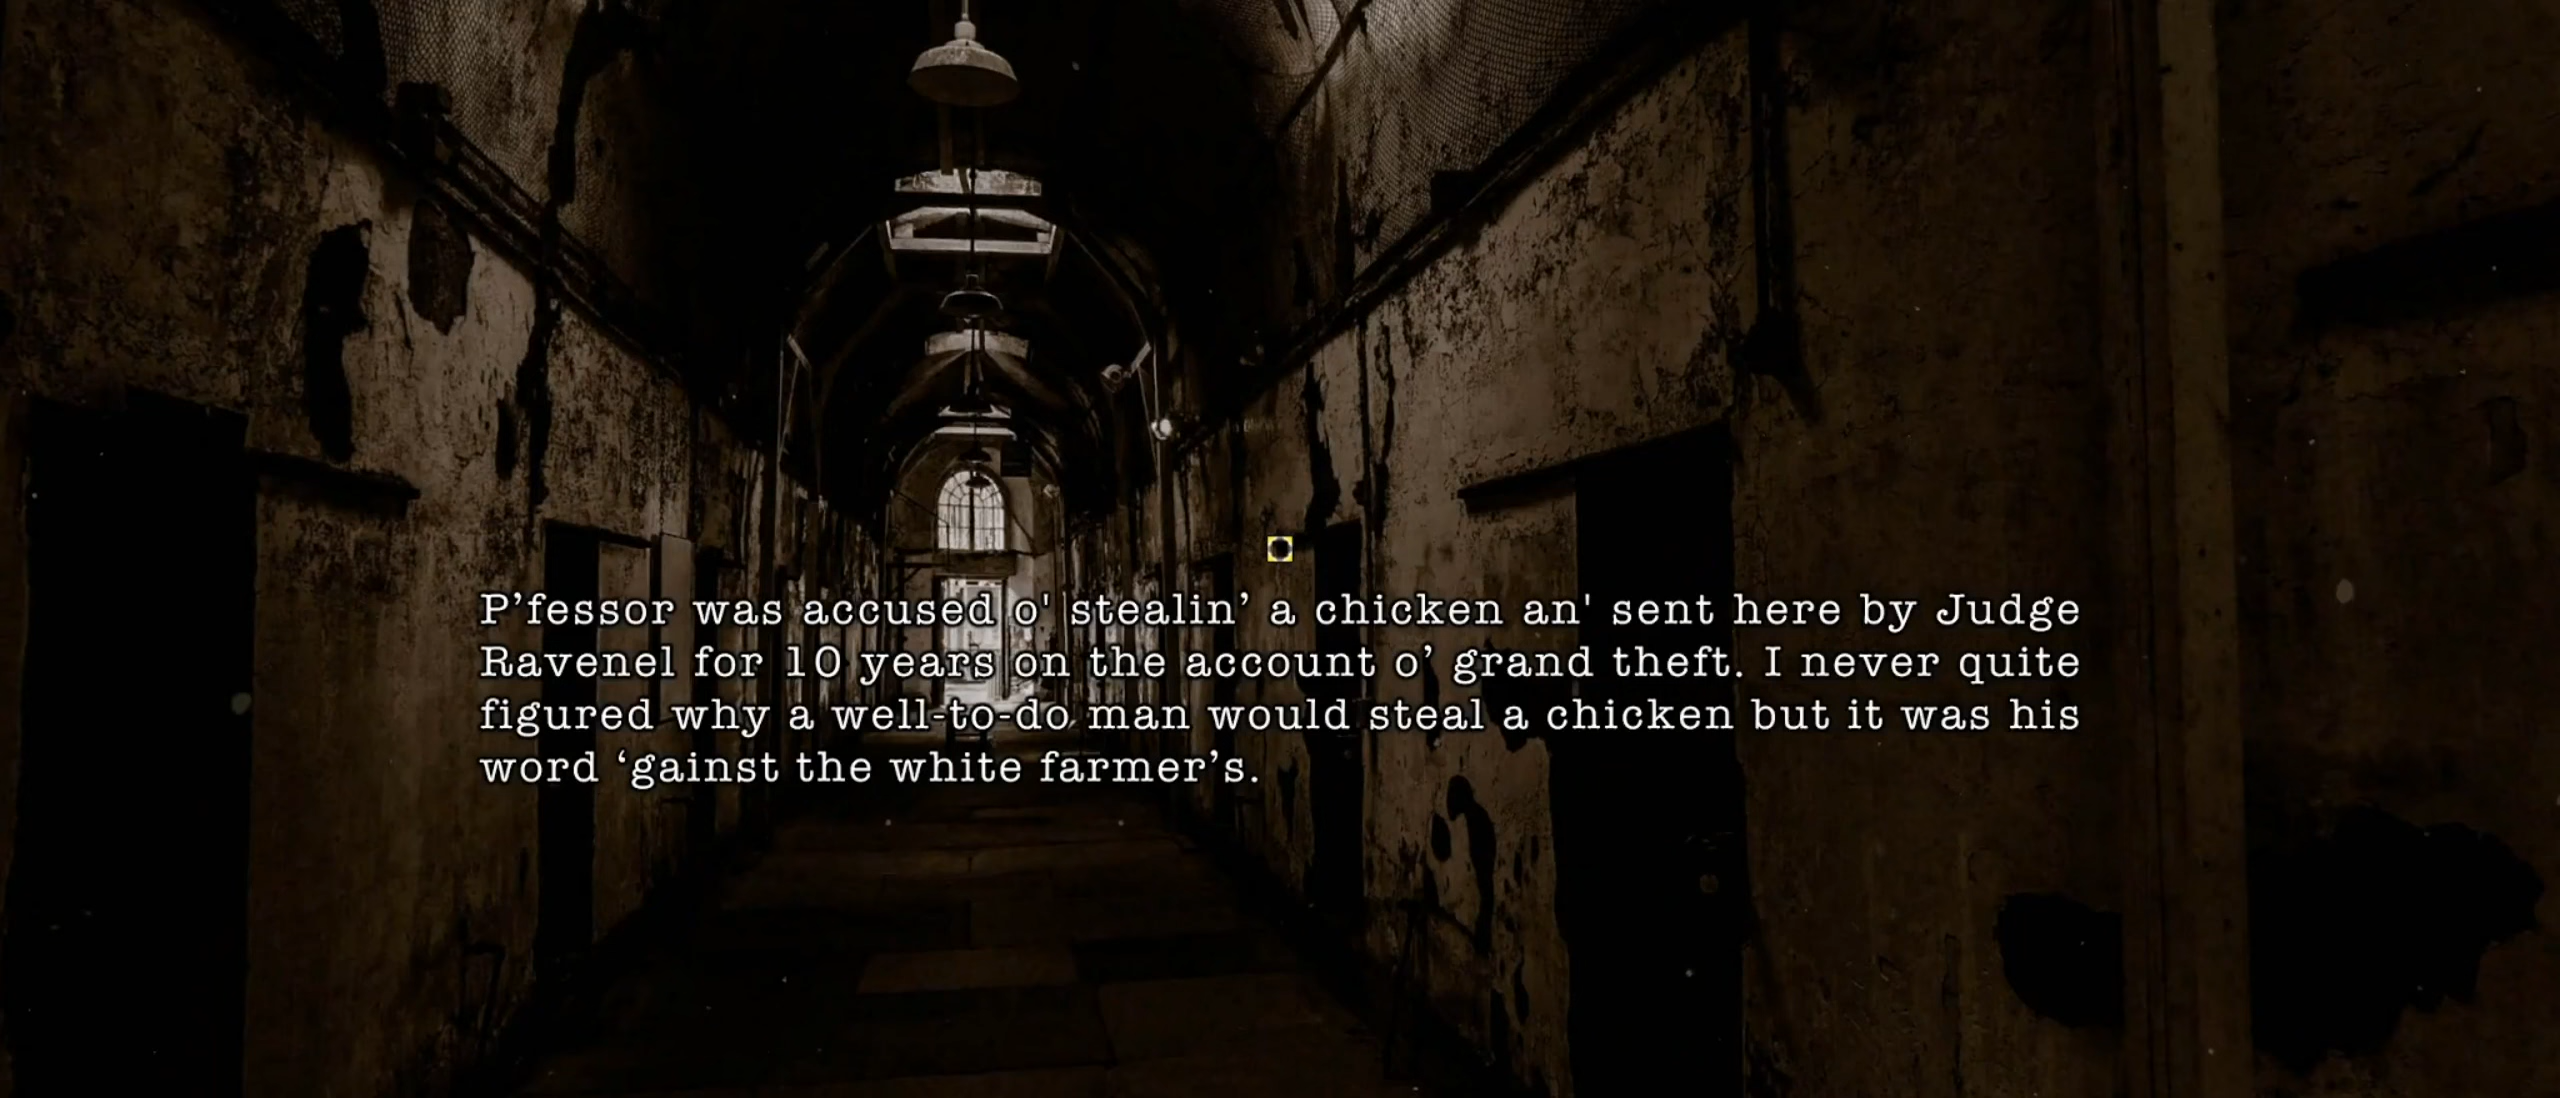 P’fessor was accused o' stealin’ a chicken an' sent here by Judge
Ravenel for 10 years on the account o’ grand theft. I never quite
figured why a well-to-do man would steal a chicken but it was his
word ‘gainst the white farmer’s.